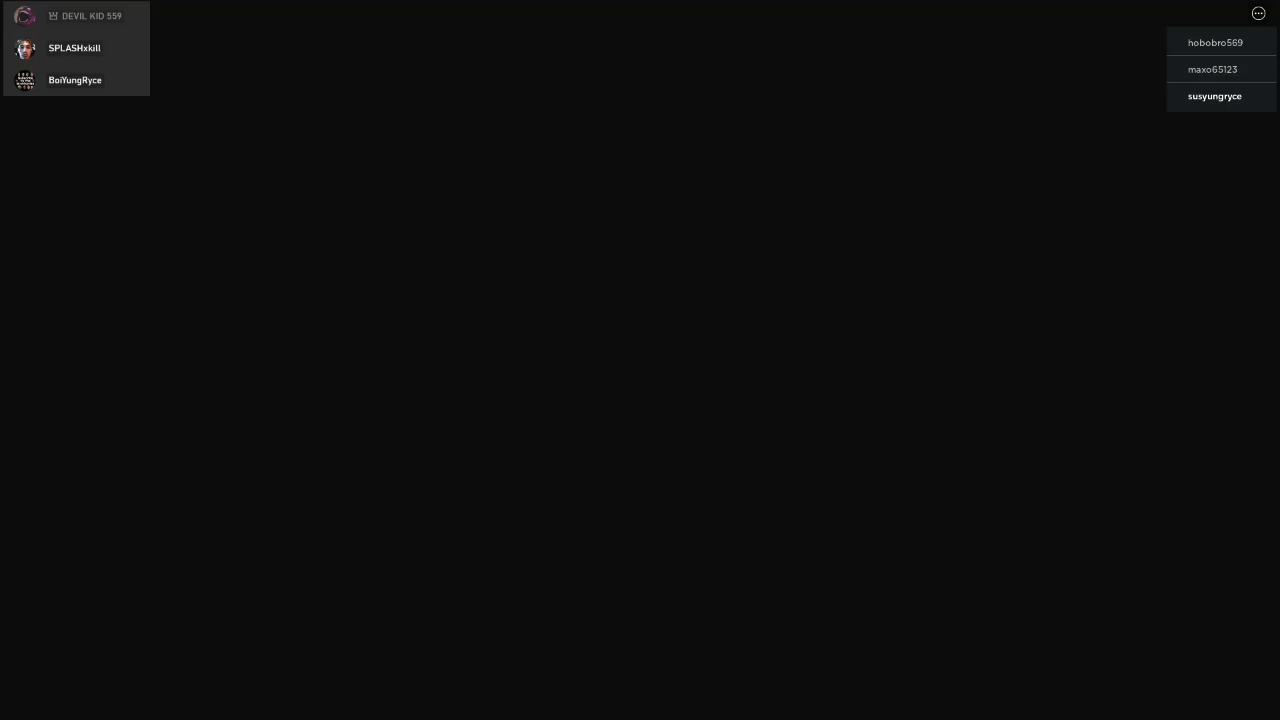 DEVIL KID 559
SPLASHxkill
BoiYungRyce
hobobro569
maxo65123
susyungryce